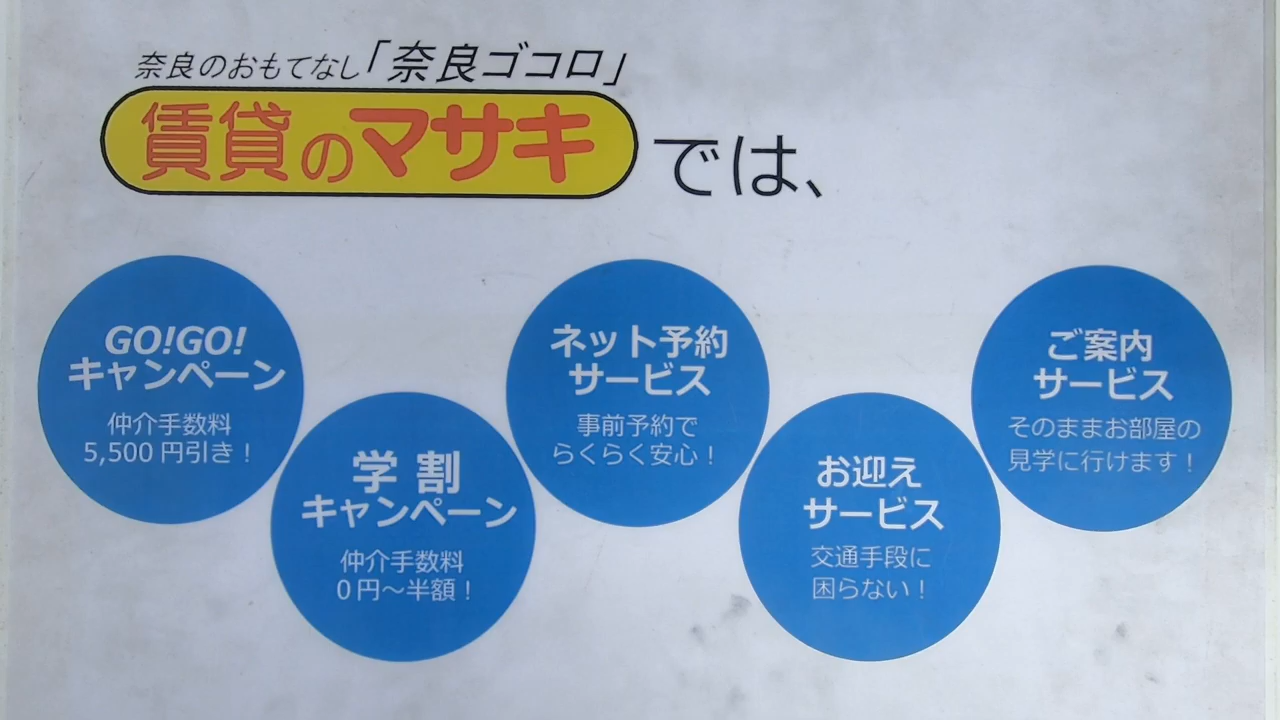 奈良のおもてなし「奈良ゴコロ」
賃貸のマサキでは、
GO!GO!
キャンペーン
仲介手数料
5,500円引き！
学割
キャンペーン
仲介手数料
0円～半額！
ネット予約
サービス
事前予約で
らくらく安心！
お迎え
サービス
交通手段に
困らない！
ご案内
サービス
そのままお部屋の
見学に行けます！